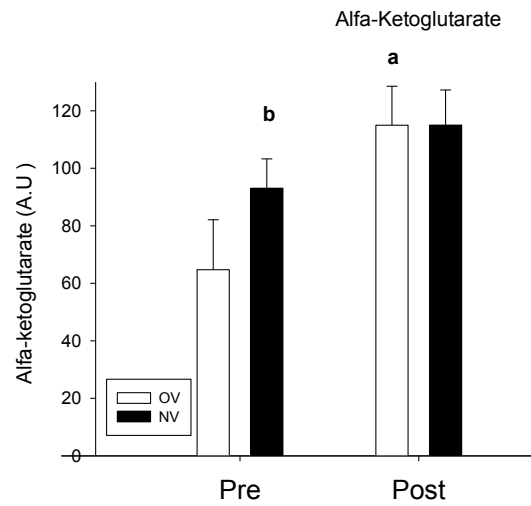 Alfa-Ketoglutarate
a
b
120
100
80
60
40
20
0
Alfa-ketoglutarate (A.U )
OV
NV
Pre Post